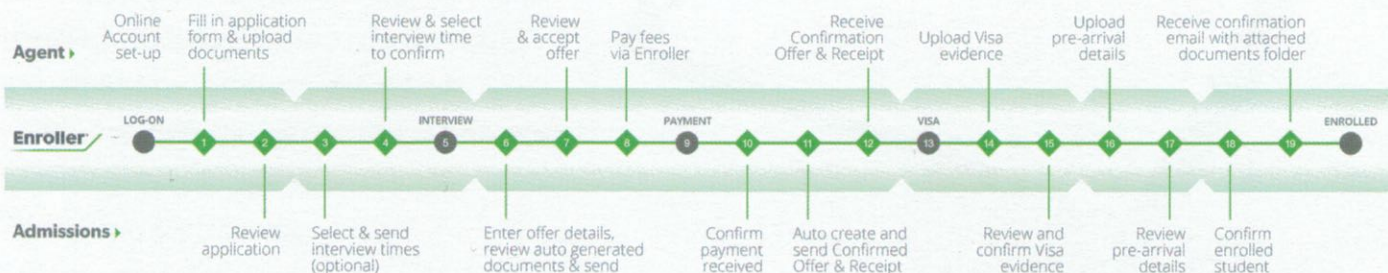 Agent
Online
Account
set-up
Fill in application
form & upload
documents
Review & select
interview time
to confirm
Review
& accept
offer
Pay fees
via Enroller
Receive
Confirmation
Offer & Receipt
Upload Visa
evidence
Upload
pre-arrival
details
Receive confirmation
email with attached
documents folder
Enroller
LOG-ON
1
2
3
4
INTERVIEW
5
6
7
8
PAYMENT
9
10
11
12
VISA
13
14
15
16
17
18
19
ENROLLED
Admissions
Review
application
Select & send
interview times
(optional)
Enter offer details,
review auto generated
documents & send
Confirm
payment
received
Auto create and
send Confirmed
Offer & Receipt
Review and
confirm Visa
evidence
Review
pre-arrival
details
Confirm
enrolled
student